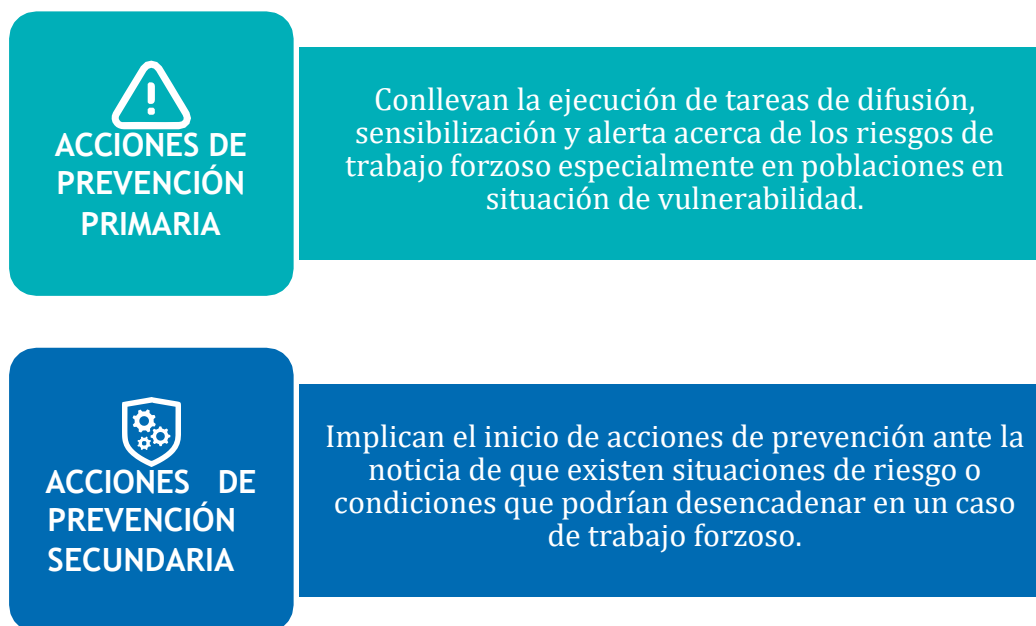 ACCIONES DE
PREVENCIÓN
PRIMARIA
Conllevan la ejecución de tareas de difusión,
sensibilización y alerta acerca de los riesgos de
trabajo forzoso especialmente en poblaciones en
situación de vulnerabilidad.
ACCIONES DE
PREVENCIÓN
SECUNDARIA
Implican el inicio de acciones de prevención ante la
noticia de que existen situaciones de riesgo o
condiciones que podrían desencadenar en un caso
de trabajo forzoso.